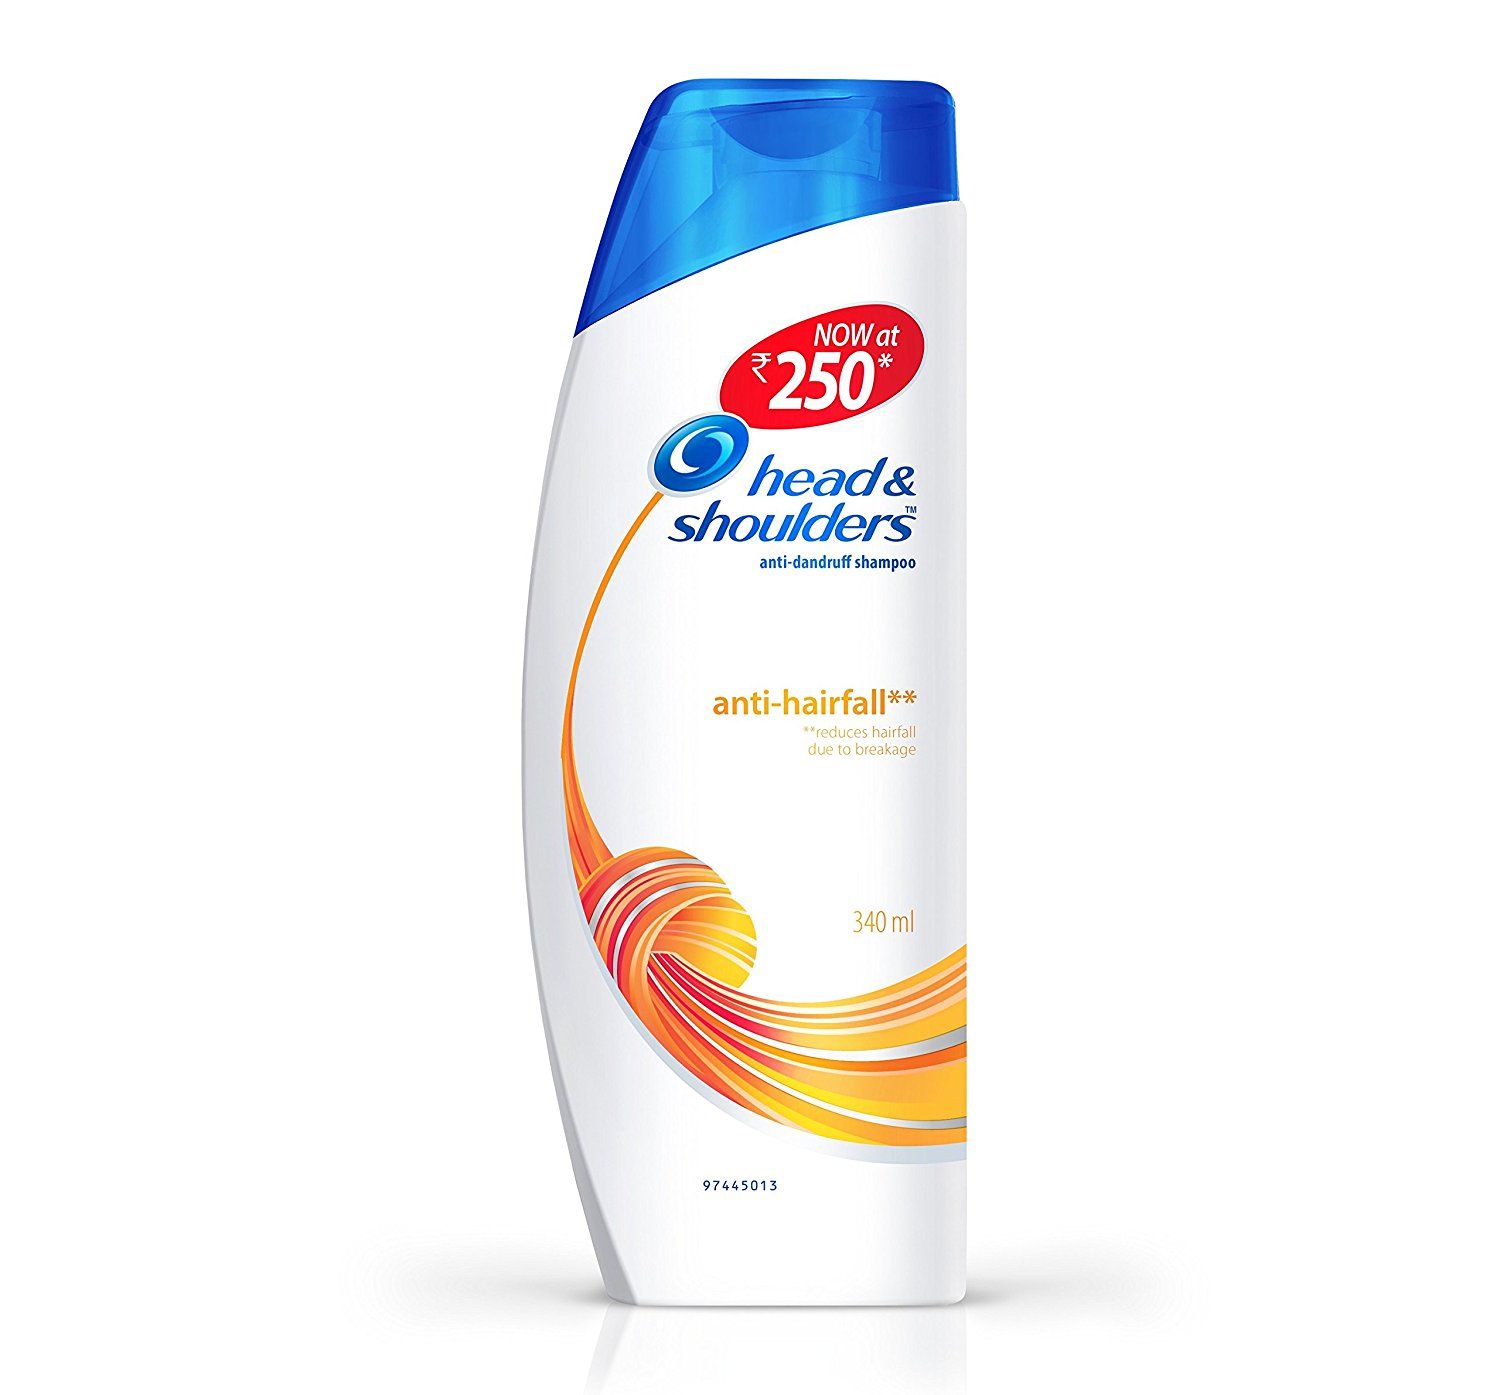 NOW at
₹250*
head &
shoulders™
anti-dandruff shampoo
anti-hairfall**
**reduces hairfall
due to breakage
340 ml
97445013